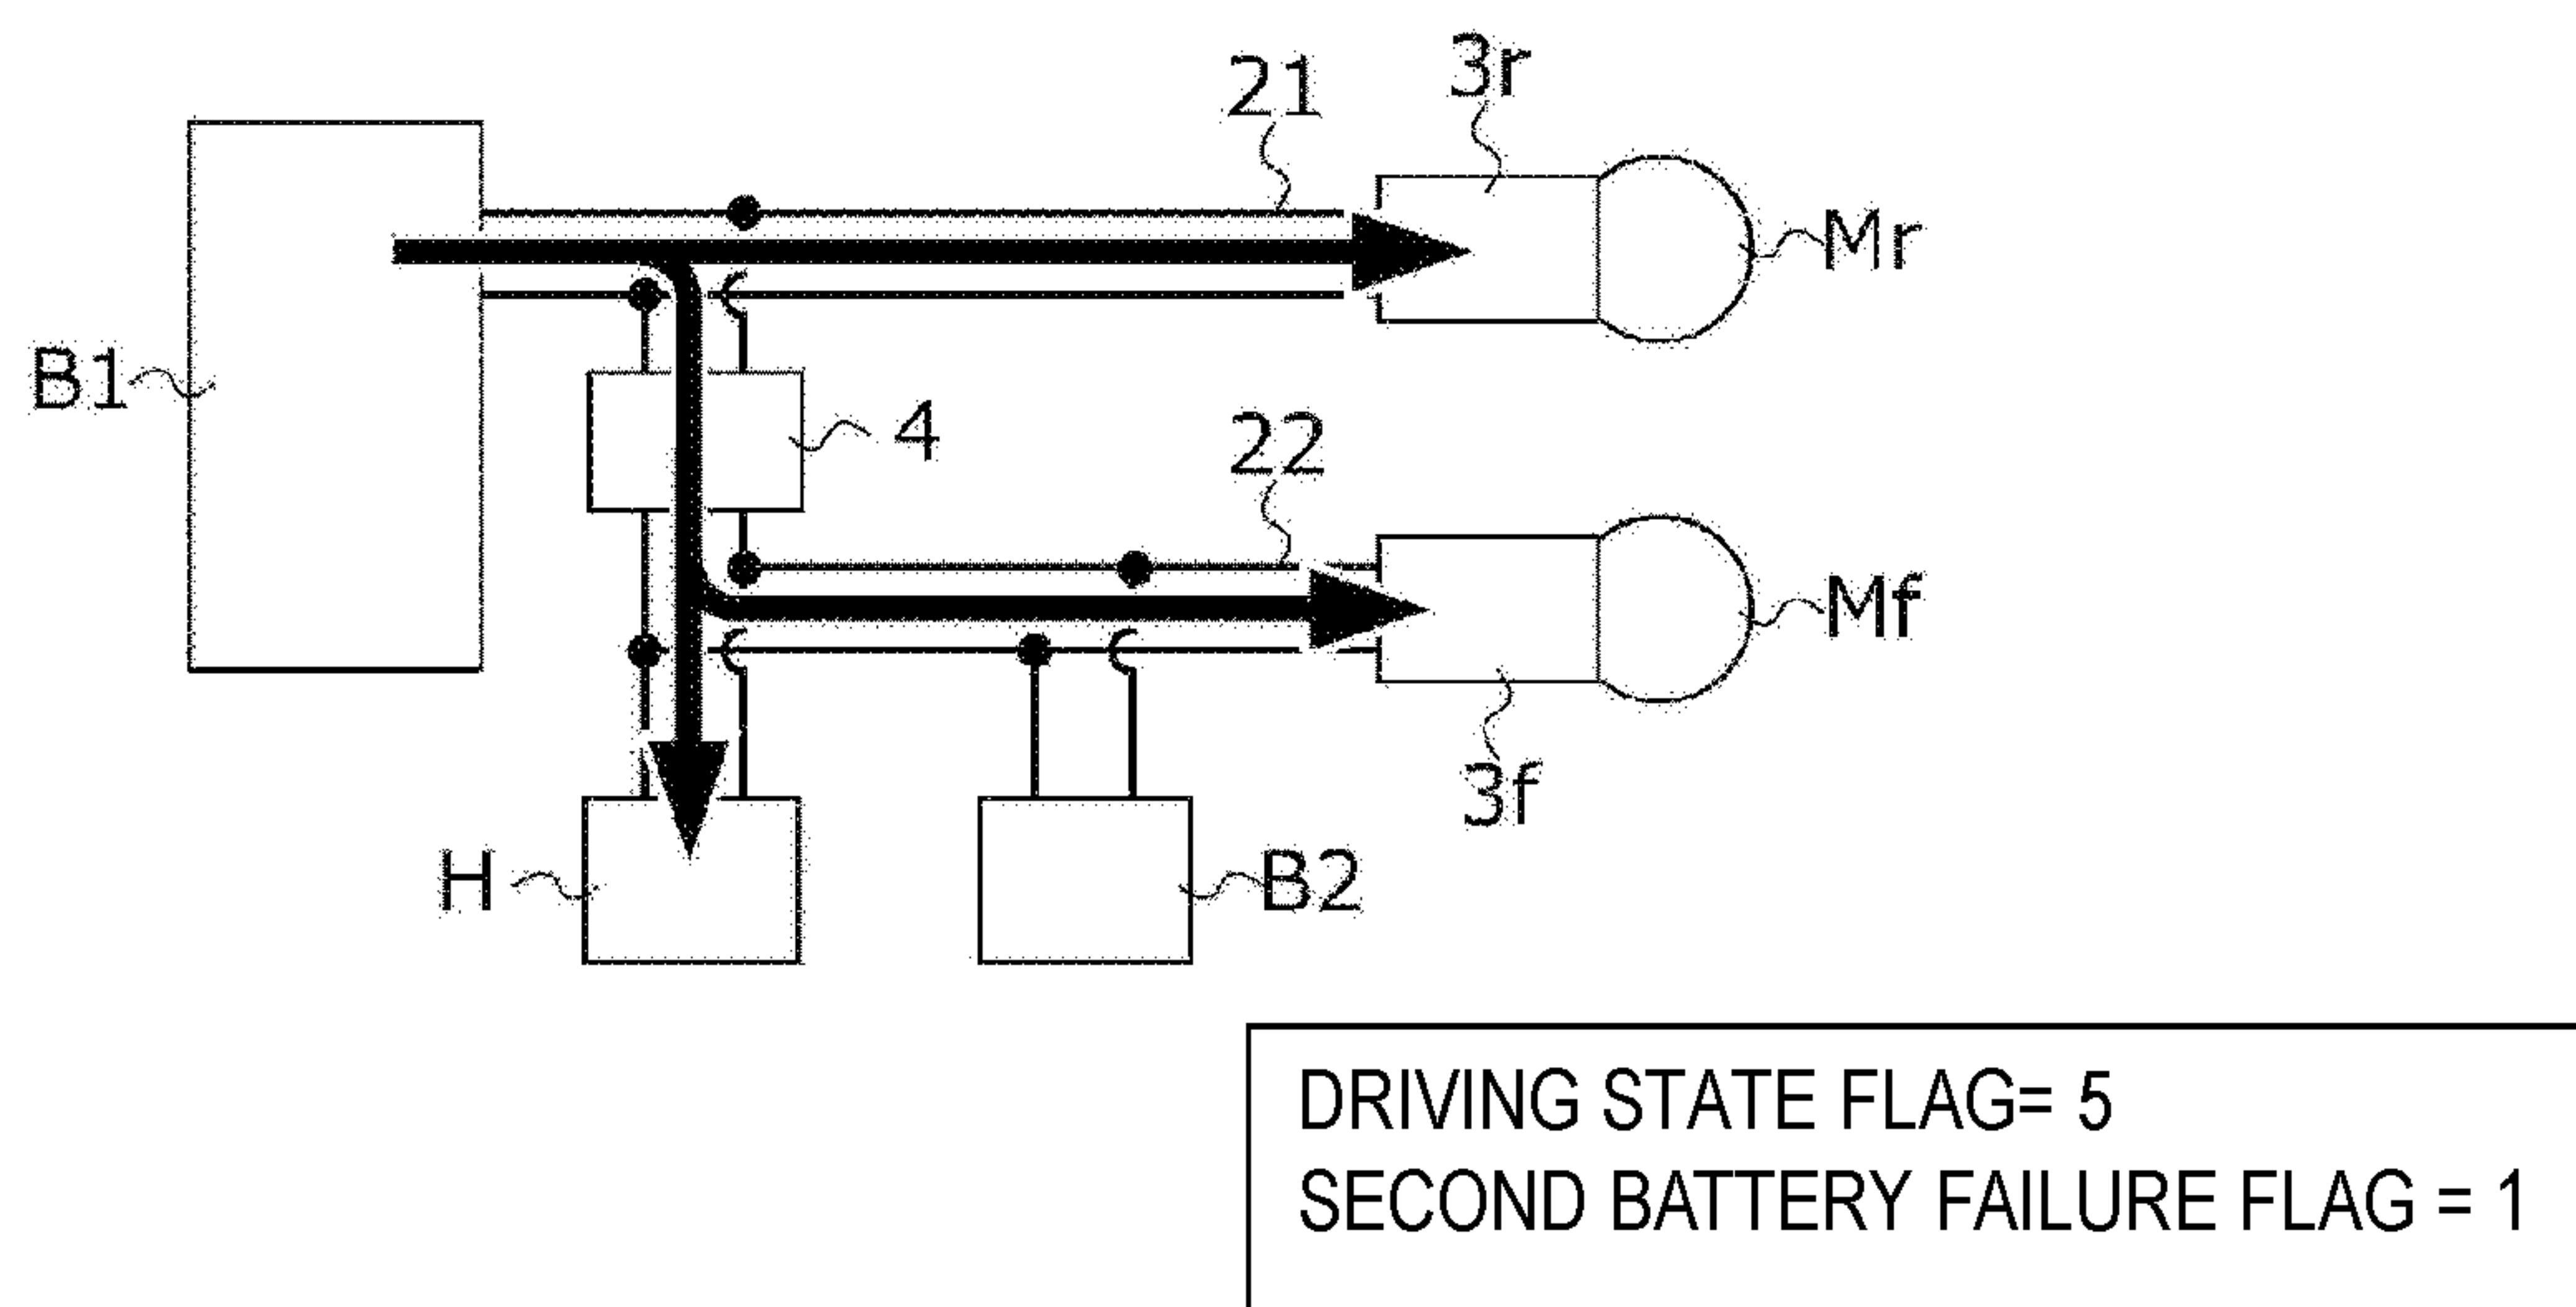 21
3r
Mr
B1
4
22
Mf
3f
H
B2
DRIVING STATE FLAG= 5
SECOND BATTERY FAILURE FLAG = 1